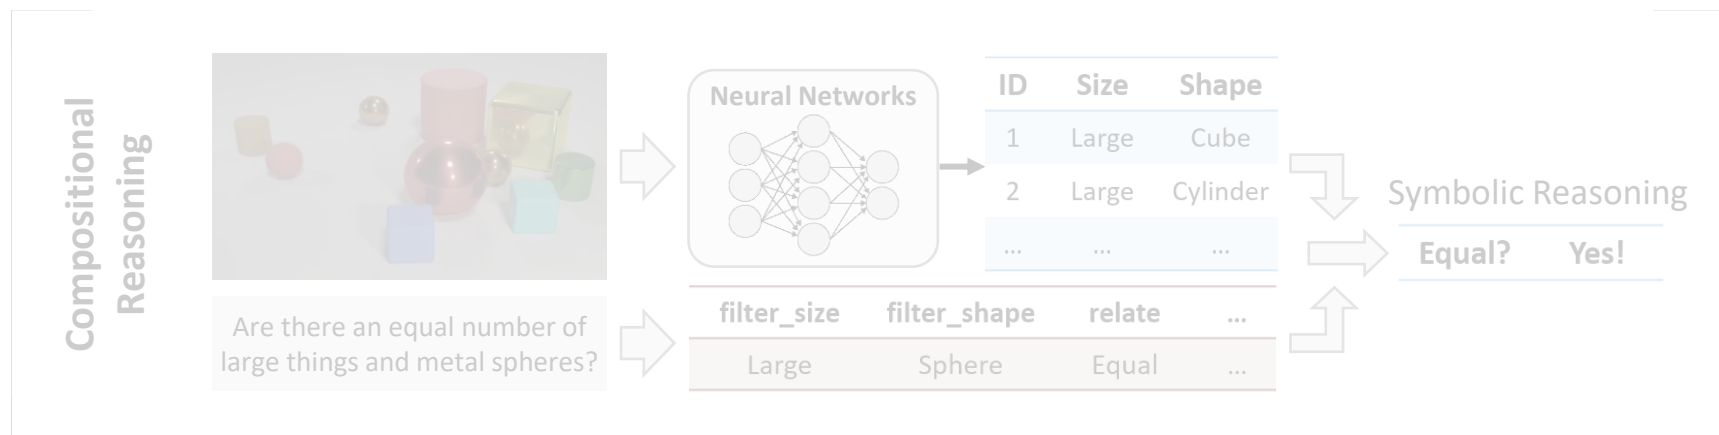 Compositional
Reasoning
Neural Networks
ID Size Shape
1 Large Cube
2 Large Cylinder
... ... ...
Are there an equal number of
large things and metal spheres?
filter_size filter_shape relate ...
Large Sphere Equal ...
Symbolic Reasoning
Equal? Yes!